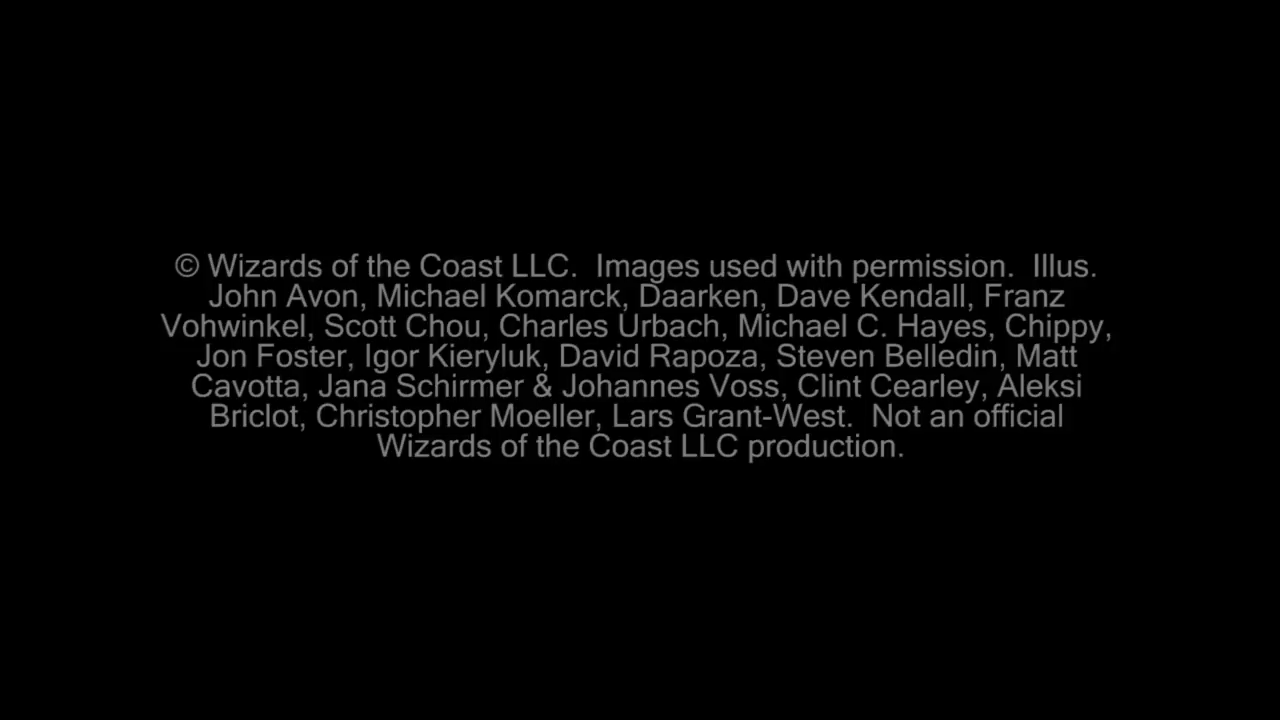 © Wizards of the Coast LLC.  Images used with permission.  Illus.
John Avon, Michael Komarck, Daarken, Dave Kendall, Franz
Vohwinkel, Scott Chou, Charles Urbach, Michael C. Hayes, Chippy,
Jon Foster, Igor Kieryluk, David Rapoza, Steven Belledin, Matt
Cavotta, Jana Schirmer & Johannes Voss, Clint Cearley, Aleksi
Briclot, Christopher Moeller, Lars Grant-West.  Not an official
Wizards of the Coast LLC production.